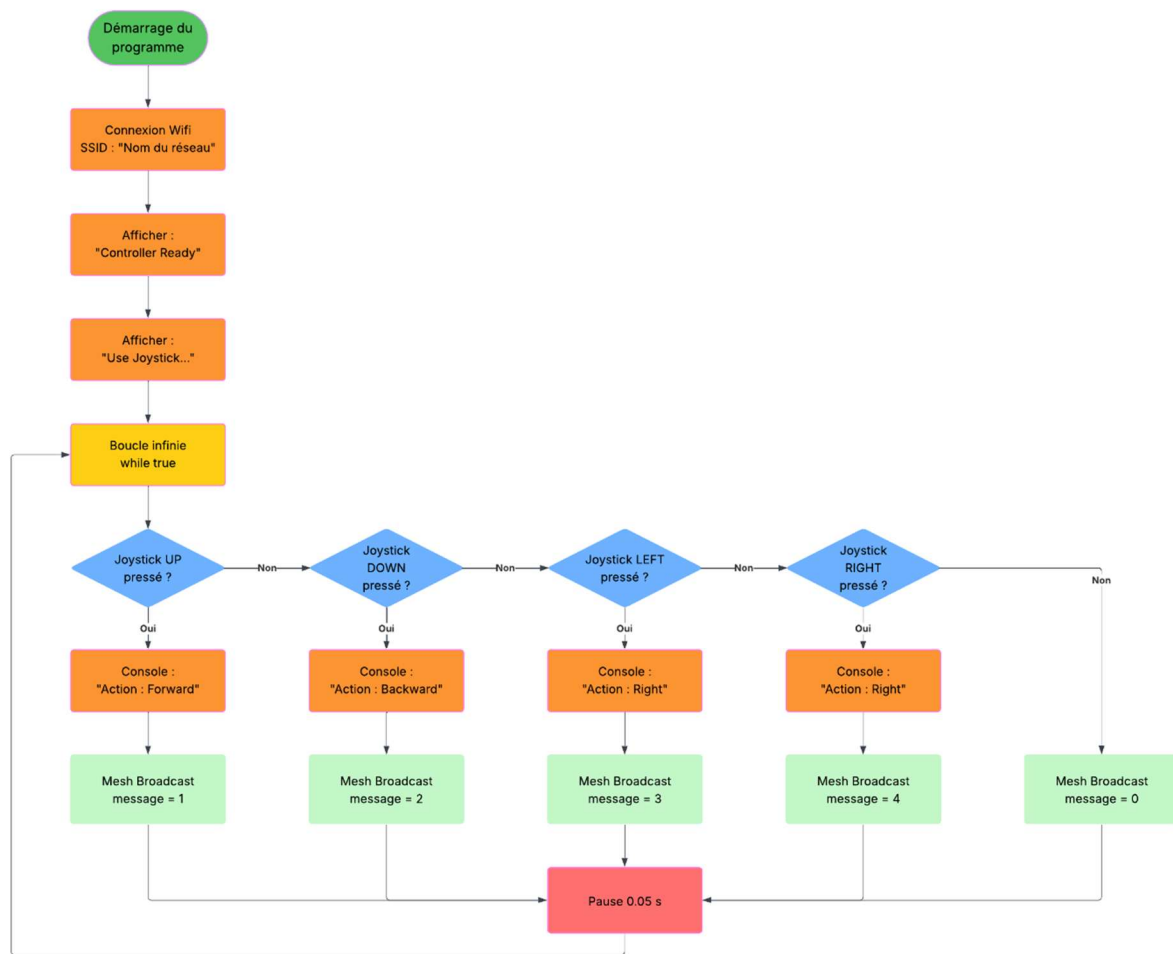 Démarrage du
programme
Connexion Wifi
SSID : "Nom du réseau"
Afficher :
"Controller Ready"
Afficher :
"Use Joystick..."
Boucle infinie
while true
Joystick UP
pressé ?
Non
Joystick
DOWN
pressé ?
Non
Joystick LEFT
pressé ?
Non
Joystick
RIGHT
pressé ?
Non
Oui
Oui
Oui
Oui
Console :
"Action : Forward"
Console :
"Action : Backward"
Console :
"Action : Right"
Console :
"Action : Right"
Mesh Broadcast
message = 1
Mesh Broadcast
message = 2
Mesh Broadcast
message = 3
Mesh Broadcast
message = 4
Mesh Broadcast
message = 0
Pause 0.05 s